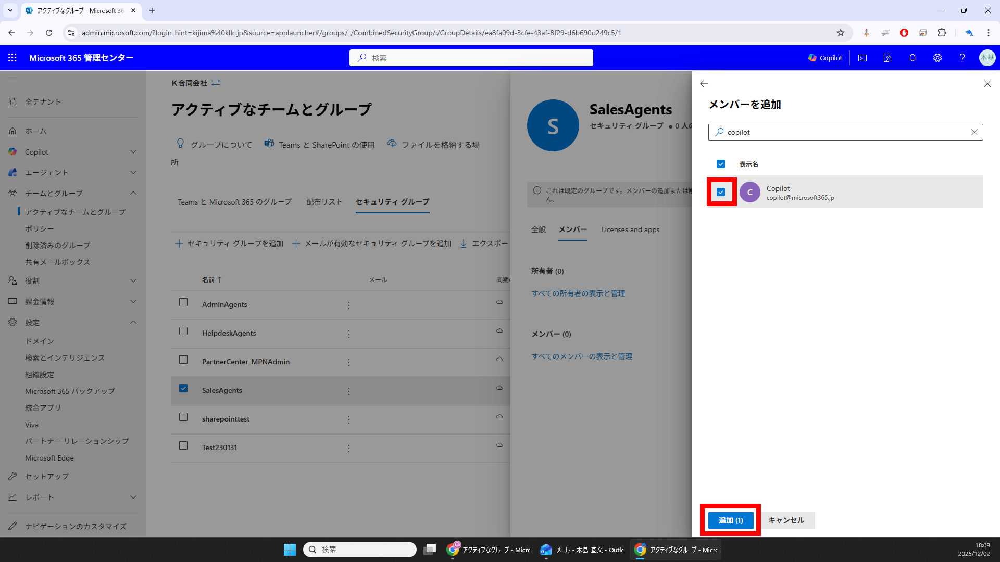 アクティブなグループ - Microsoft 36
admin.microsoft.com/?login_hint=kijima%40kllc.jp&source=applauncher#/groups/_/CombinedSecurityGroup/:/GroupDetails/ea8fa09d-3cfe-43af-8f29-d6b690d249c5/1
Microsoft 365 管理センター
検索
Copilot
木基
全テナント
ホーム
Copilot
エージェント
チームとグループ
アクティブなチームとグループ
ポリシー
削除済みのグループ
共有メールボックス
役割
課金情報
設定
ドメイン
検索とインテリジェンス
組織設定
Microsoft 365 バックアップ
統合アプリ
Viva
パートナー リレーションシップ
Microsoft Edge
セットアップ
レポート
ナビゲーションのカスタマイズ
K合同会社
アクティブなチームとグループ
グループについて Teams と SharePoint の使用 ファイルを格納する場
所
Teams と Microsoft 365 のグループ 配布リスト セキュリティ グループ
セキュリティ グループを追加 メールが有効なセキュリティ グループを追加 エクスポー
名前 ↑ メール 同期の
AdminAgents
HelpdeskAgents
PartnerCenter_MPNAdmin
SalesAgents
sharepointtest
Test230131
S
SalesAgents
セキュリティ グループ ● 0 人の
これは既定のグループです。メンバーの追加または削
ん。
全般 メンバー Licenses and apps
所有者 (0)
すべての所有者の表示と管理
メンバー (0)
すべてのメンバーの表示と管理
メンバーを追加
copilot
表示名
C
Copilot
copilot@microsoft365.jp
追加 (1) キャンセル
検索
アクティブなグループ - Micrc
メール - 木島 基文 - Outlc
アクティブなグループ - Micrc
18:09
2025/12/02